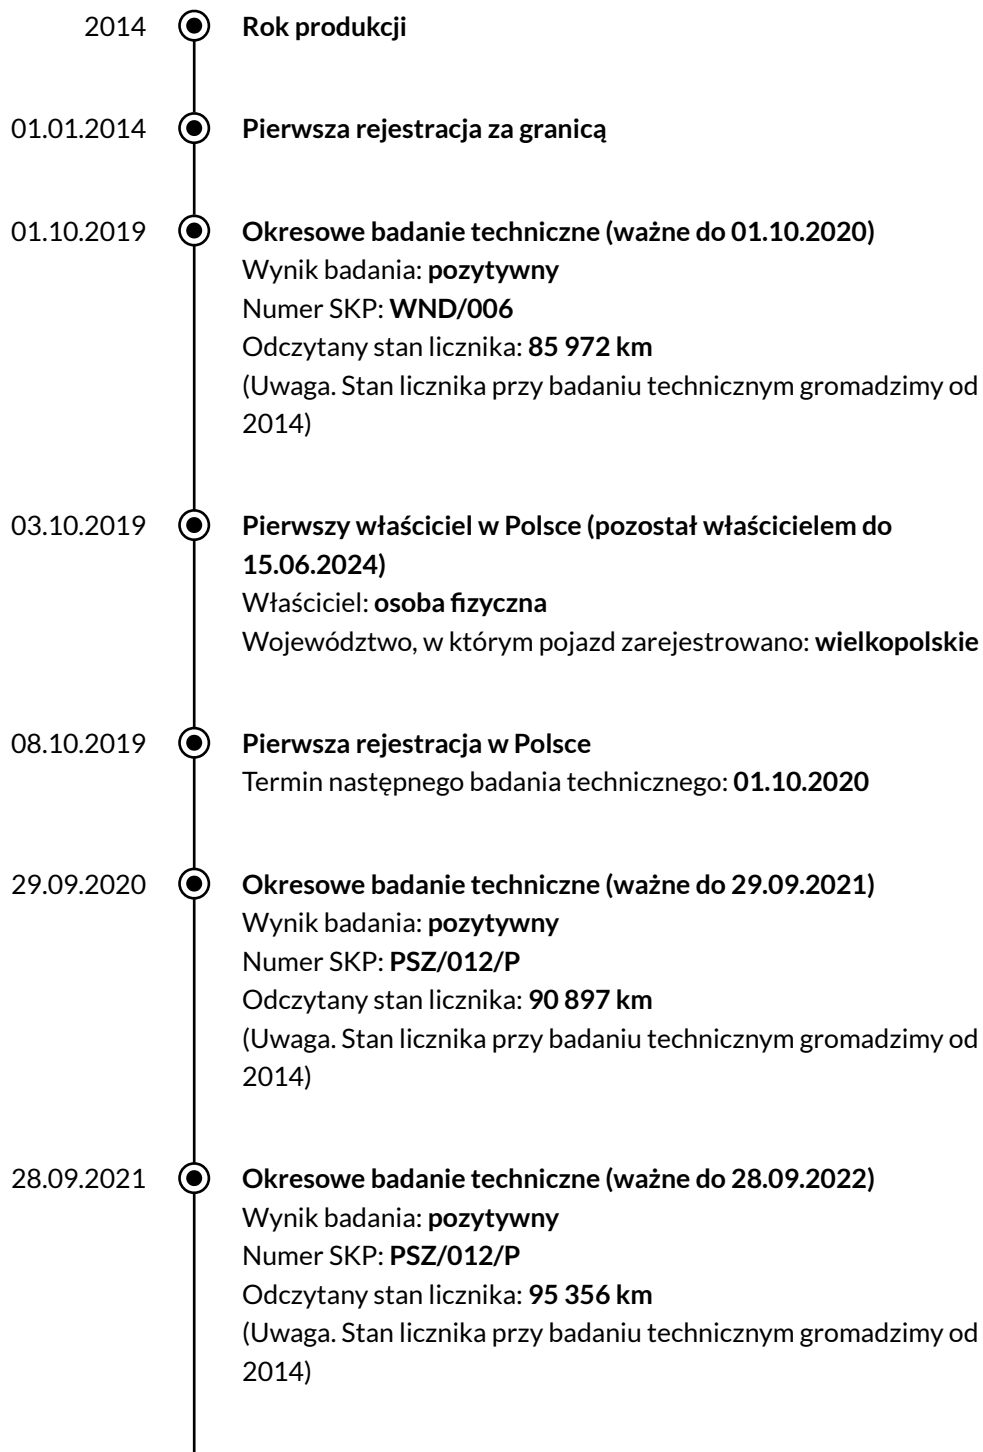 2014
Rok produkcji
01.01.2014
Pierwsza rejestracja za granicą
01.10.2019
Okresowe badanie techniczne (ważne do 01.10.2020)
Wynik badania: pozytywny
Numer SKP: WND/006
Odczytany stan licznika: 85 972 km
(Uwaga. Stan licznika przy badaniu technicznym gromadzimy od
2014)
03.10.2019
Pierwszy właściciel w Polsce (pozostał właścicielem do
15.06.2024)
Właściciel: osoba fizyczna
Województwo, w którym pojazd zarejestrowano: wielkopolskie
08.10.2019
Pierwsza rejestracja w Polsce
Termin następnego badania technicznego: 01.10.2020
29.09.2020
Okresowe badanie techniczne (ważne do 29.09.2021)
Wynik badania: pozytywny
Numer SKP: PSZ/012/P
Odczytany stan licznika: 90 897 km
(Uwaga. Stan licznika przy badaniu technicznym gromadzimy od
2014)
28.09.2021
Okresowe badanie techniczne (ważne do 28.09.2022)
Wynik badania: pozytywny
Numer SKP: PSZ/012/P
Odczytany stan licznika: 95 356 km
(Uwaga. Stan licznika przy badaniu technicznym gromadzimy od
2014)